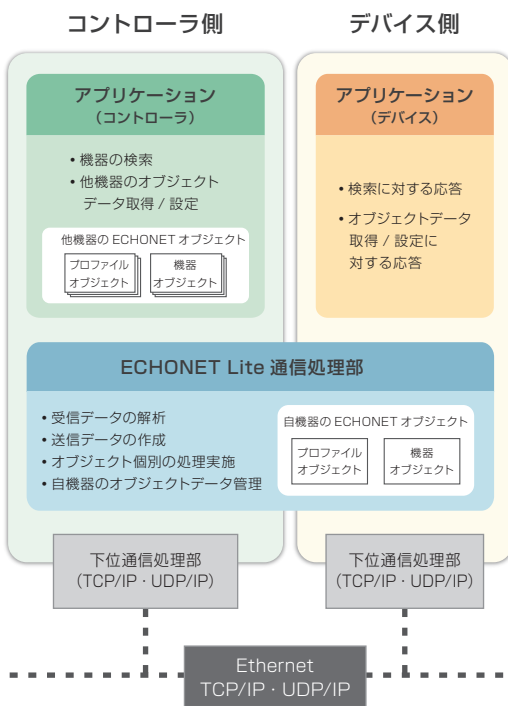 コントローラ側
デバイス側
アプリケーション
（コントローラ）
• 機器の検索
• 他機器のオブジェクト
データ取得 / 設定
他機器の ECHONET オブジェクト
プロファイル
オブジェクト
機器
オブジェクト
アプリケーション
（デバイス）
• 検索に対する応答
• オブジェクトデータ
取得 / 設定に
対する応答
ECHONET Lite 通信処理部
• 受信データの解析
• 送信データの作成
• オブジェクト個別の処理実施
• 自機器のオブジェクトデータ管理
自機器の ECHONET オブジェクト
プロファイル
オブジェクト
機器
オブジェクト
下位通信処理部
(TCP/IP・UDP/IP)
下位通信処理部
(TCP/IP・UDP/IP)
Ethernet
TCP/IP・UDP/IP